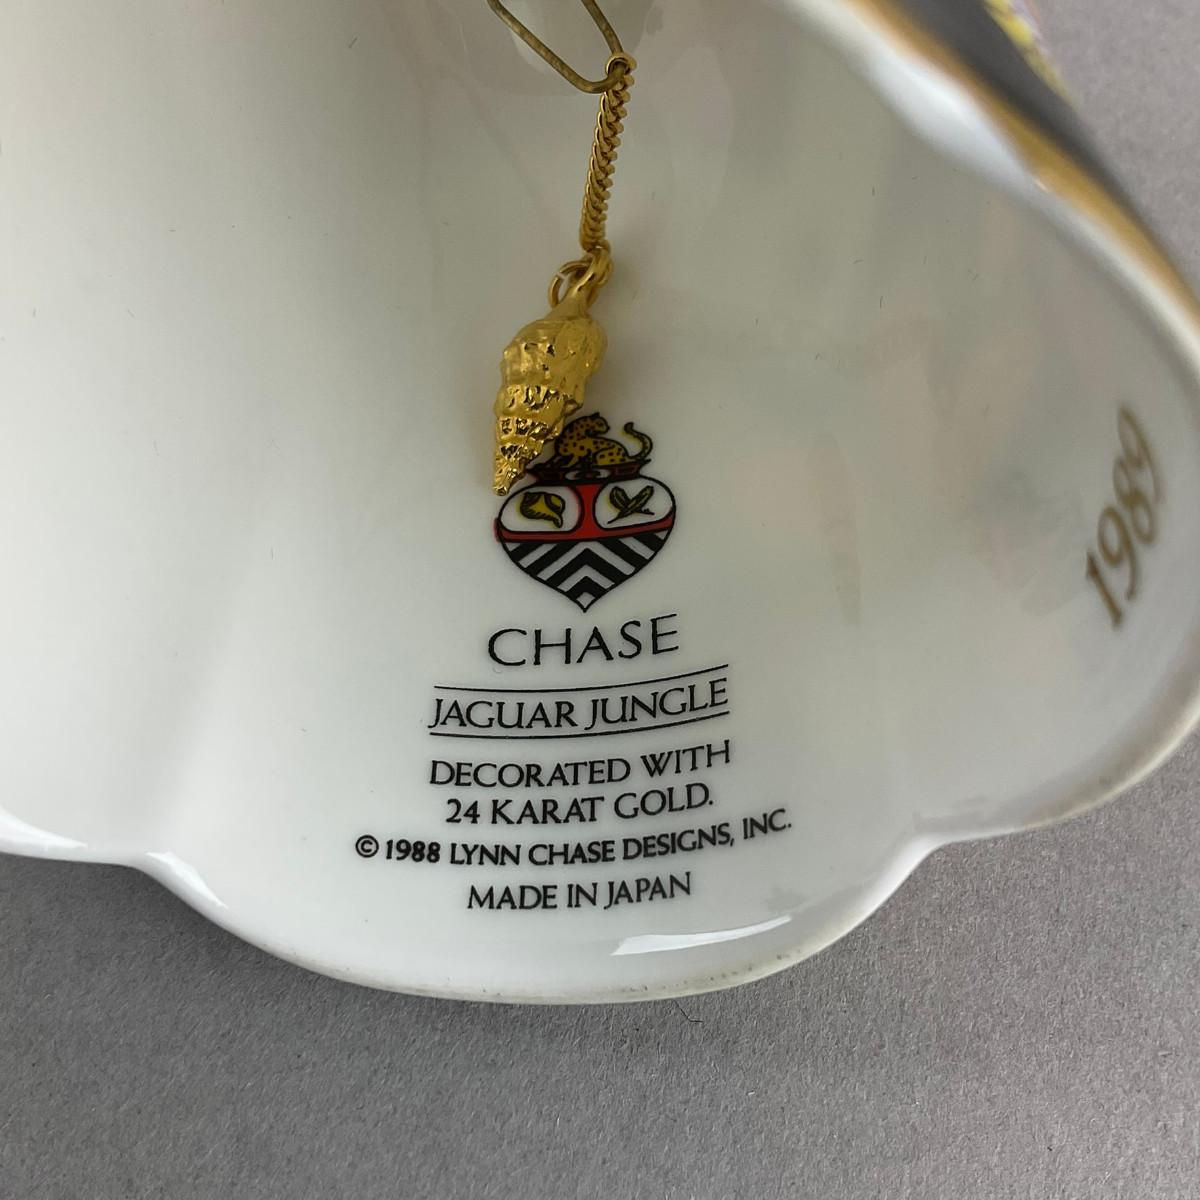 CHASE
JAGUAR JUNGLE
DECORATED WITH
24 KARAT GOLD.
© 1988 LYNN CHASE DESIGNS, INC.
MADE IN JAPAN
1989